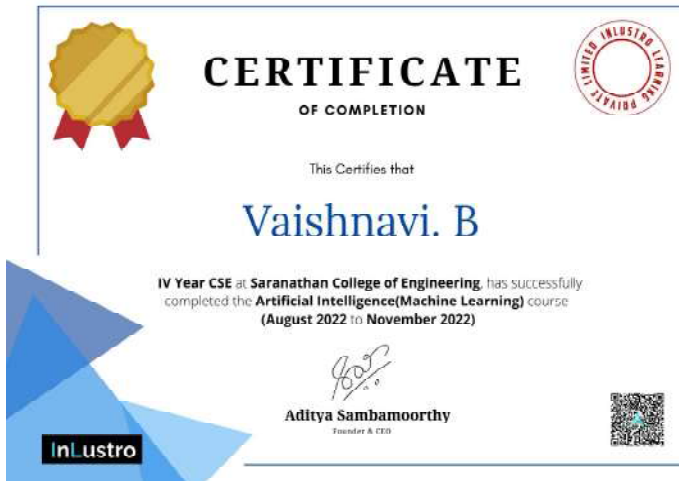 CERTIFICATE
OF COMPLETION
INLUSTRO LEARNING PRIVATE LIMITED
This Certifies that
Vaishnavi. B
IV Year CSE at Saranathan College of Engineering, has successfully
completed the Artificial Intelligence(Machine Learning) course
(August 2022 to November 2022)
Aditya Sambamoorthy
Founder & CEO
InLustro